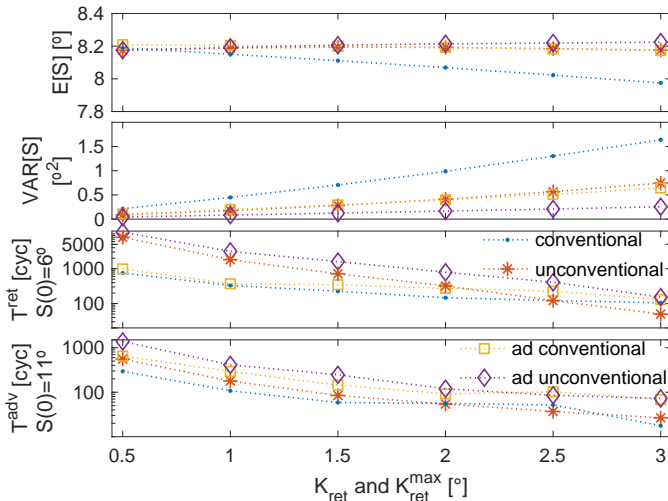 8.4
8.2
8
7.8
E[S] [º]
1.5
1
0.5
0
VAR[S]
[º²]
5000
1000
100
T^ret [cyc]
S(0)=6º
conventional
unconventional
1000
100
T^adv [cyc]
S(0)=11º
ad conventional
ad unconventional
0.5 1 1.5 2 2.5 3
K_ret and K_ret^max [°]